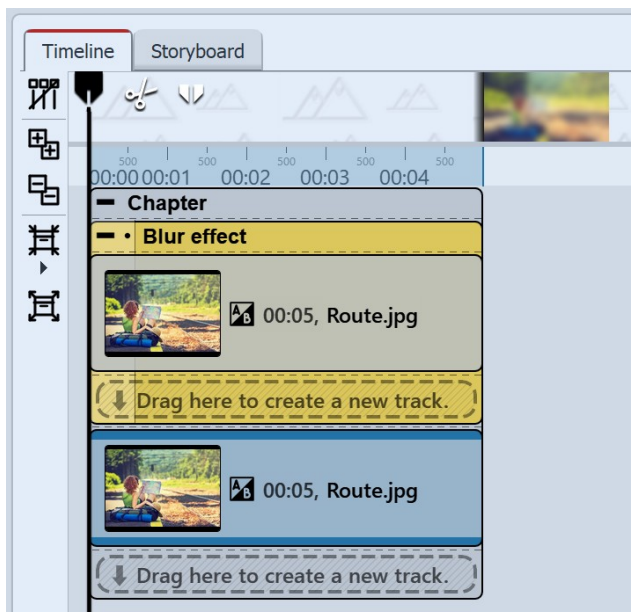 Timeline Storyboard
500 500 500 500 500
00:00 00:01 00:02 00:03 00:04
Chapter
Blur effect
A B 00:05, Route.jpg
Drag here to create a new track.
A B 00:05, Route.jpg
Drag here to create a new track.